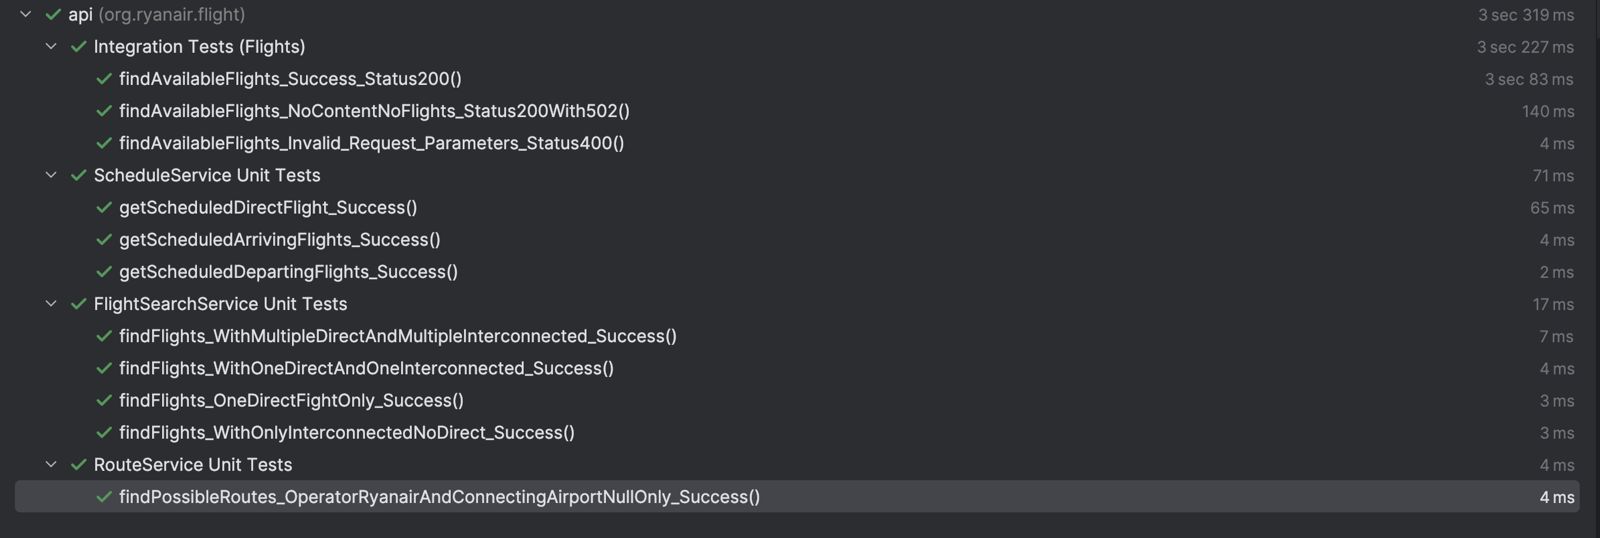 api (org.ryanair.flight) 3 sec 319 ms
Integration Tests (Flights) 3 sec 227 ms
findAvailableFlights_Success_Status200() 3 sec 83 ms
findAvailableFlights_NoContentNoFlights_Status200With502() 140 ms
findAvailableFlights_Invalid_Request_Parameters_Status400() 4 ms
ScheduleService Unit Tests 71 ms
getScheduledDirectFlight_Success() 65 ms
getScheduledArrivingFlights_Success() 4 ms
getScheduledDepartingFlights_Success() 2 ms
FlightSearchService Unit Tests 17 ms
findFlights_WithMultipleDirectAndMultipleInterconnected_Success() 7 ms
findFlights_WithOneDirectAndOneInterconnected_Success() 4 ms
findFlights_OneDirectFightOnly_Success() 3 ms
findFlights_WithOnlyInterconnectedNoDirect_Success() 3 ms
RouteService Unit Tests 4 ms
findPossibleRoutes_OperatorRyanairAndConnectingAirportNullOnly_Success() 4 ms